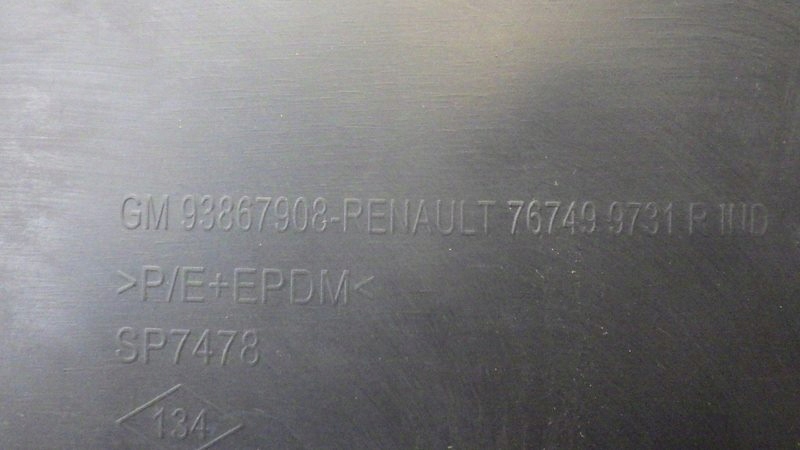 GM 93867908-RENAULT 76749 9731 R IND
>P/E+EPDM<
SP7478
134